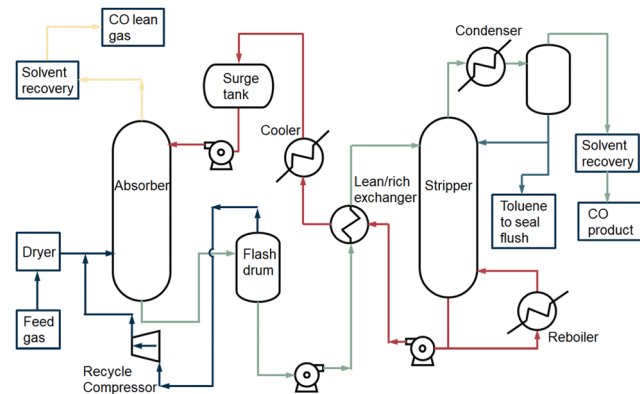 CO lean
gas
Solvent
recovery
Surge
tank
Condenser
Cooler
Absorber
Lean/rich
exchanger
Stripper
Solvent
recovery
Toluene
to seal
flush
CO
product
Dryer
Flash
drum
Feed
gas
Recycle
Compressor
Reboiler